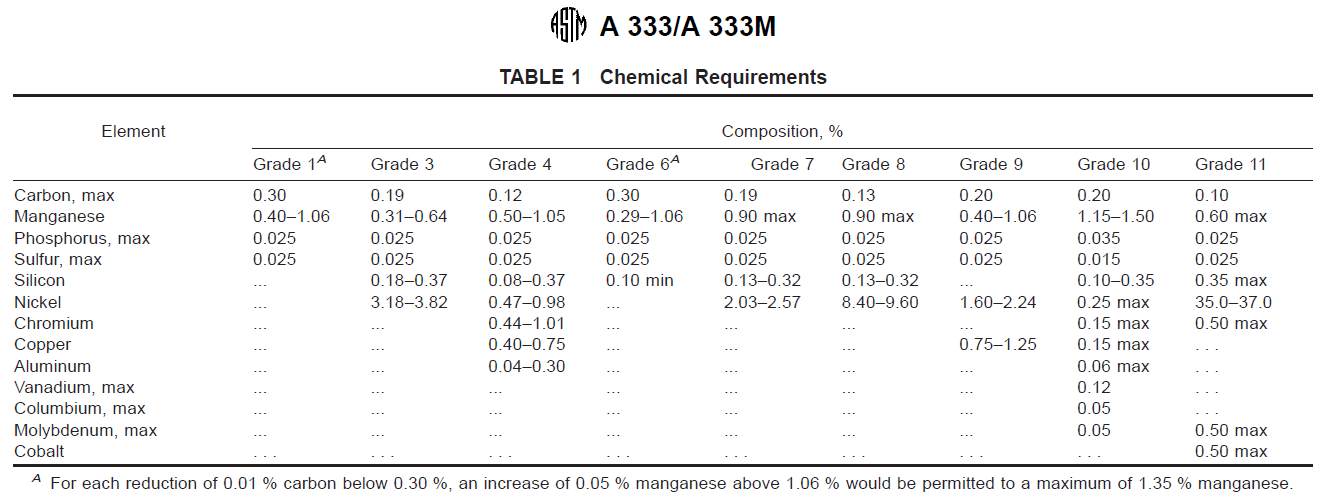 ASTM A 333/A 333M
TABLE 1 Chemical Requirements
Element Composition, %
Grade 1A Grade 3 Grade 4 Grade 6A Grade 7 Grade 8 Grade 9 Grade 10 Grade 11
Carbon, max 0.30 0.19 0.12 0.30 0.19 0.13 0.20 0.20 0.10
Manganese 0.40–1.06 0.31–0.64 0.50–1.05 0.29–1.06 0.90 max 0.90 max 0.40–1.06 1.15–1.50 0.60 max
Phosphorus, max 0.025 0.025 0.025 0.025 0.025 0.025 0.025 0.035 0.025
Sulfur, max 0.025 0.025 0.025 0.025 0.025 0.025 0.025 0.015 0.025
Silicon ... 0.18–0.37 0.08–0.37 0.10 min 0.13–0.32 0.13–0.32 ... 0.10–0.35 0.35 max
Nickel ... 3.18–3.82 0.47–0.98 ... 2.03–2.57 8.40–9.60 1.60–2.24 0.25 max 35.0–37.0
Chromium ... ... 0.44–1.01 ... ... ... ... 0.15 max 0.50 max
Copper ... ... 0.40–0.75 ... ... ... 0.75–1.25 0.15 max . . .
Aluminum ... ... 0.04–0.30 ... ... ... ... 0.06 max . . .
Vanadium, max ... ... ... ... ... ... ... 0.12 . . .
Columbium, max ... ... ... ... ... ... ... 0.05 . . .
Molybdenum, max ... ... ... ... ... ... ... 0.05 0.50 max
Cobalt . . . . . . . . . . . . . . . . . . . . . . . . 0.50 max
A For each reduction of 0.01 % carbon below 0.30 %, an increase of 0.05 % manganese above 1.06 % would be permitted to a maximum of 1.35 % manganese.